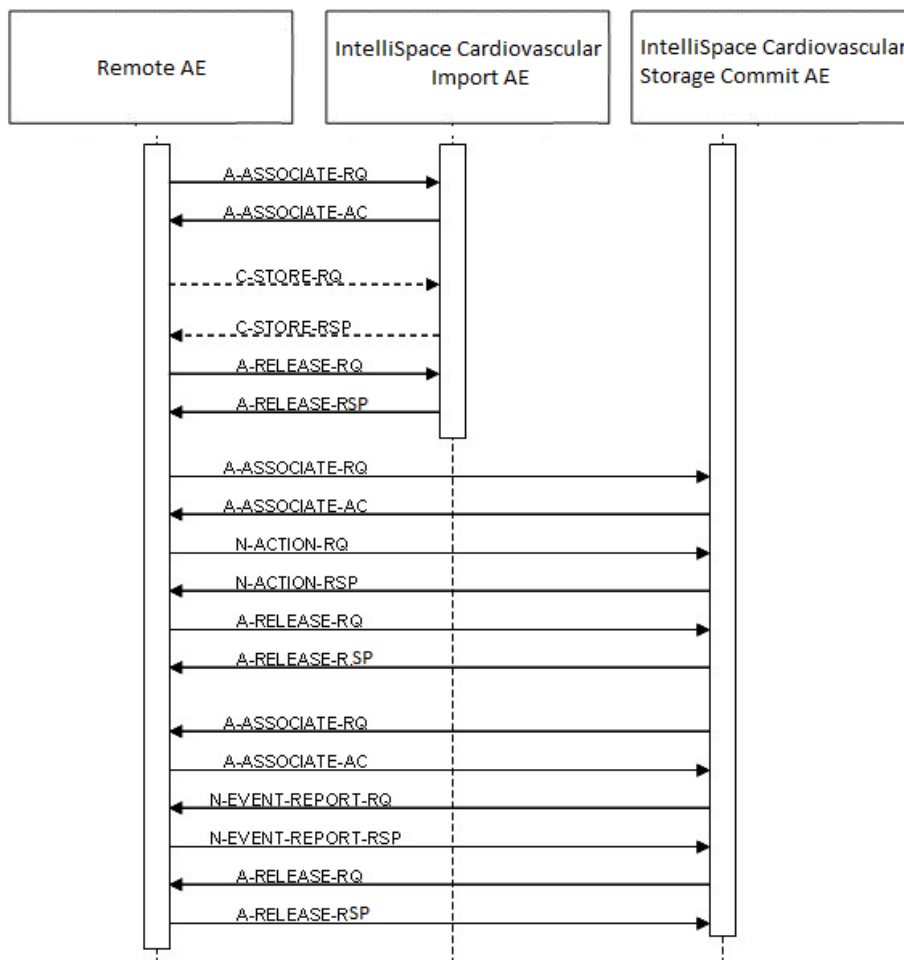 Remote AE
IntelliSpace Cardiovascular
Import AE
IntelliSpace Cardiovascular
Storage Commit AE
A-ASSOCIATE-RQ
A-ASSOCIATE-AC
C-STORE-RQ
C-STORE-RSP
A-RELEASE-RQ
A-RELEASE-RSP
A-ASSOCIATE-RQ
A-ASSOCIATE-AC
N-ACTION-RQ
N-ACTION-RSP
A-RELEASE-RQ
A-RELEASE-R.SP
A-ASSOCIATE-RQ
A-ASSOCIATE-AC
N-EVENT-REPORT-RQ
N-EVENT-REPORT-RSP
A-RELEASE-RQ
A-RELEASE-RSP